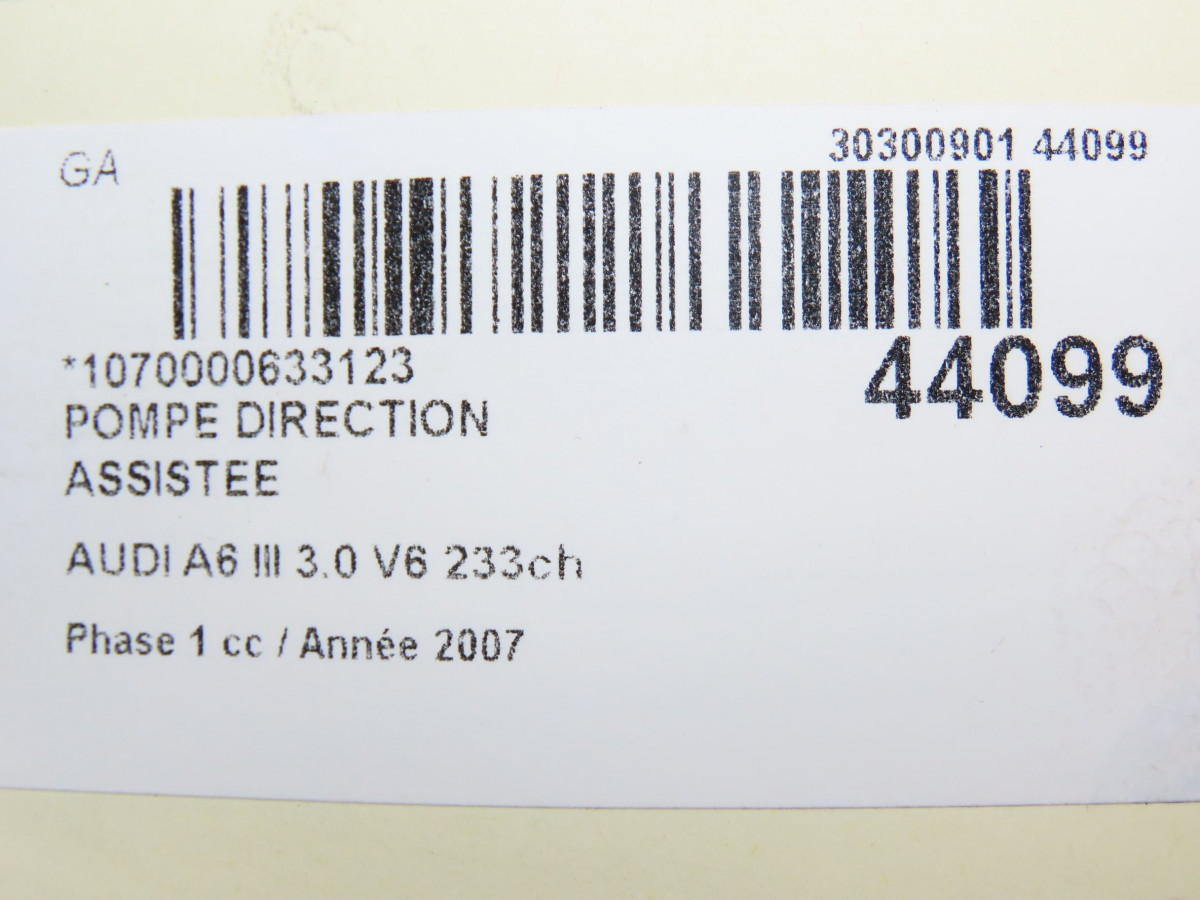 GA
30300901 44099
*1070000633123
44099
POMPE DIRECTION
ASSISTEE
AUDI A6 III 3.0 V6 233ch
Phase 1 cc / Année 2007